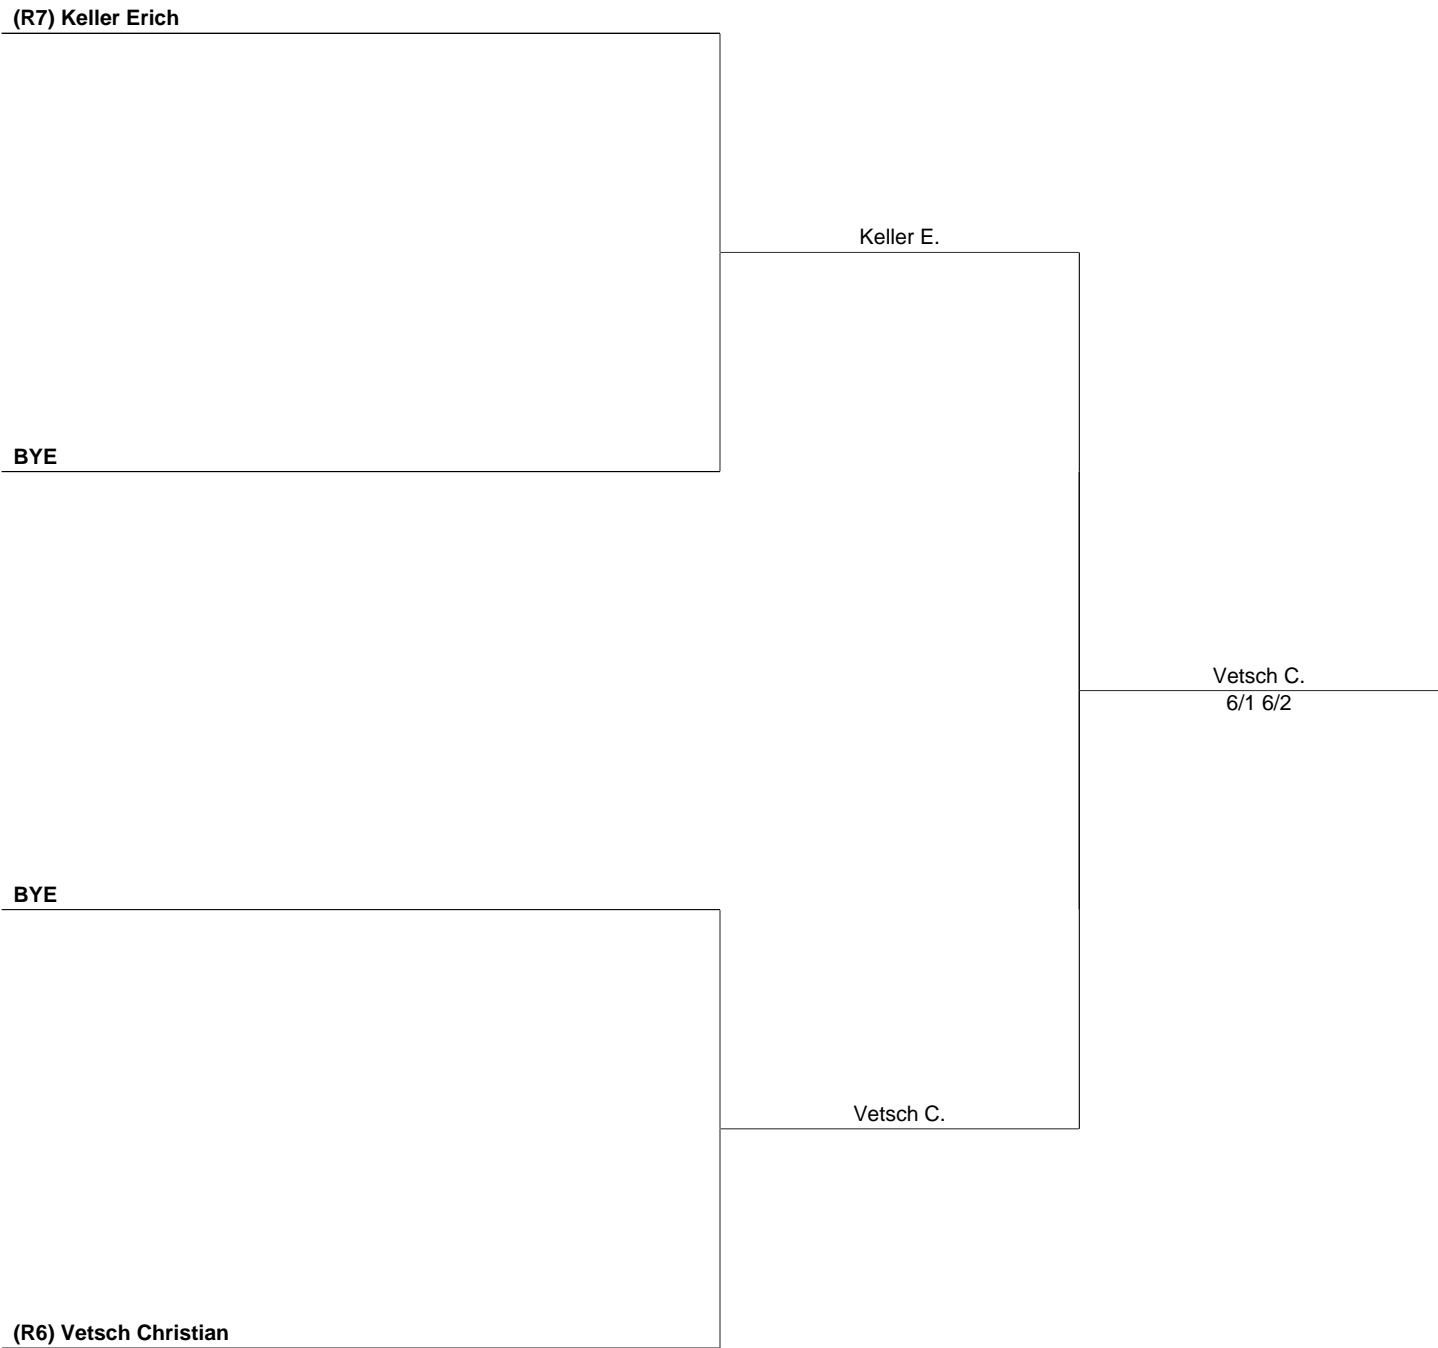 (R7) Keller Erich
Keller E.
BYE
Vetsch C.
6/1 6/2
BYE
Vetsch C.
(R6) Vetsch Christian